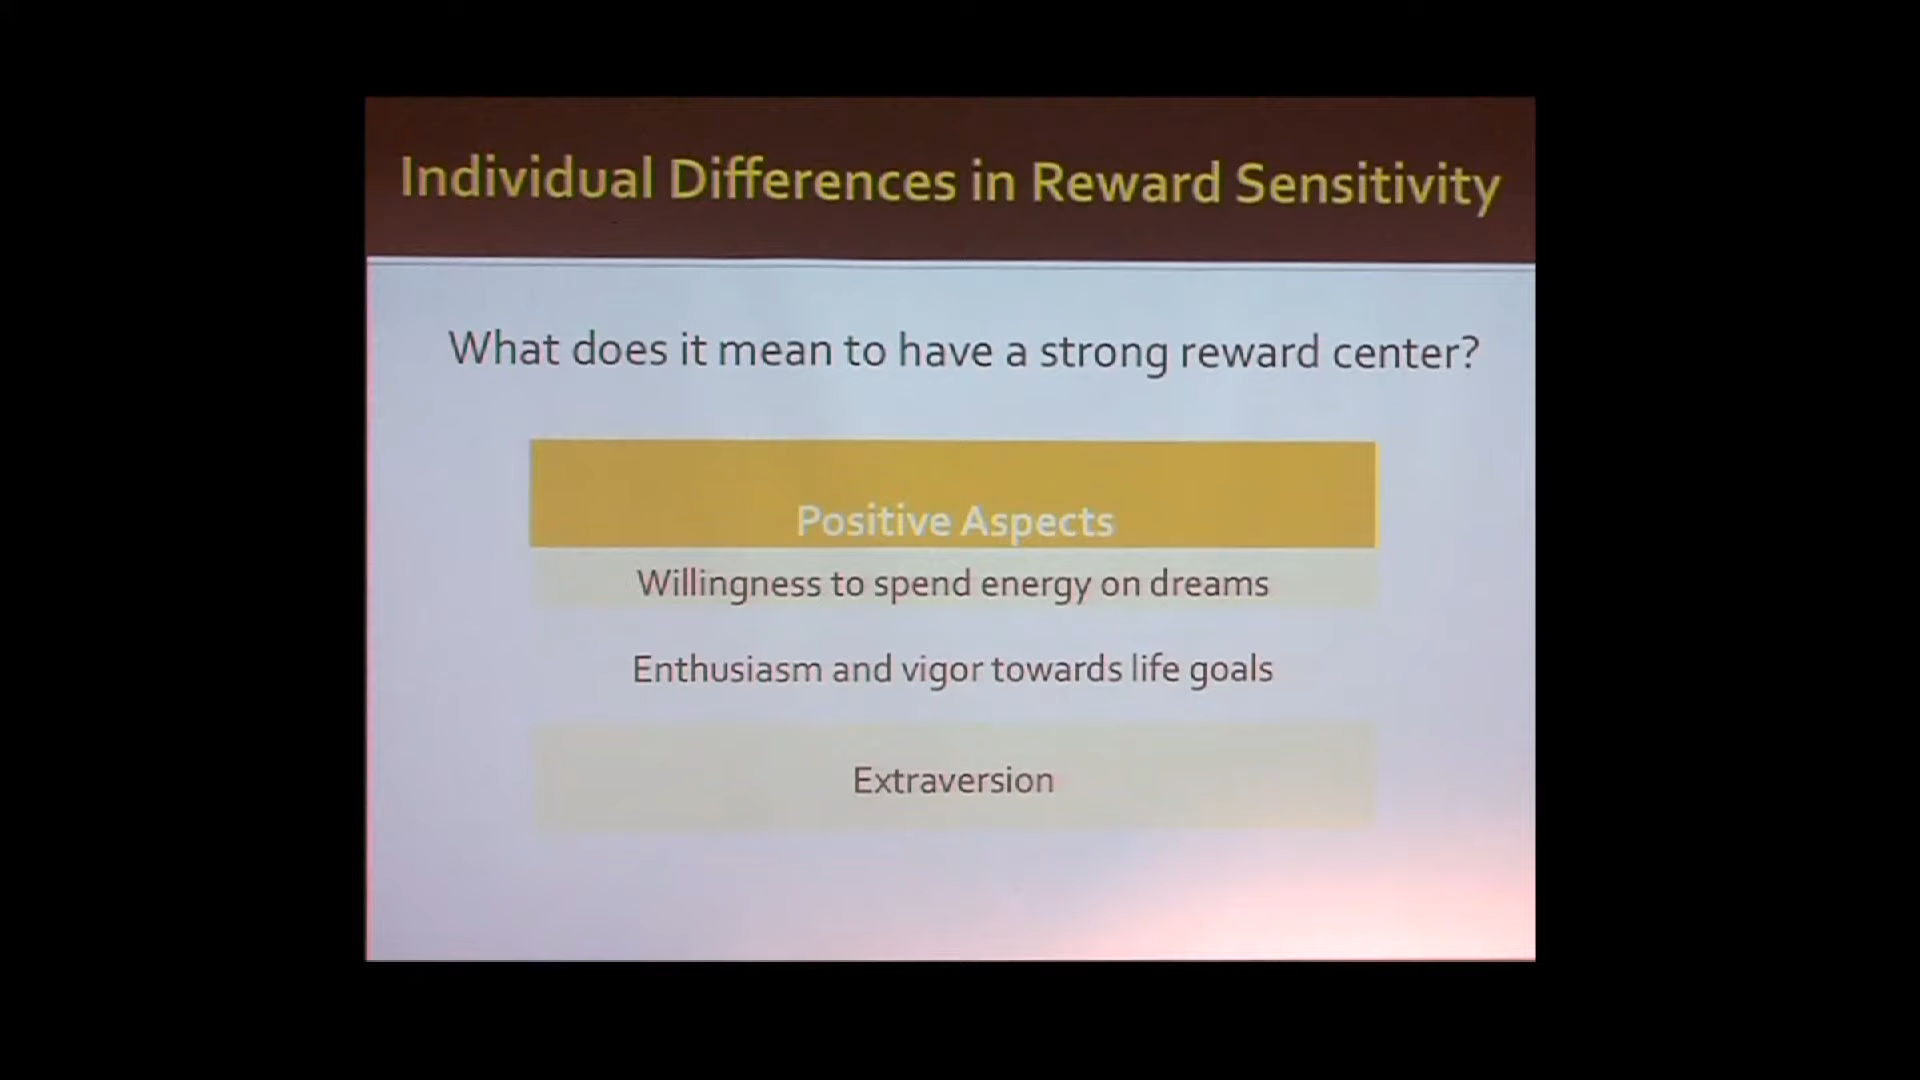 Individual Differences in Reward Sensitivity
What does it mean to have a strong reward center?
Positive Aspects
Willingness to spend energy on dreams
Enthusiasm and vigor towards life goals
Extraversion